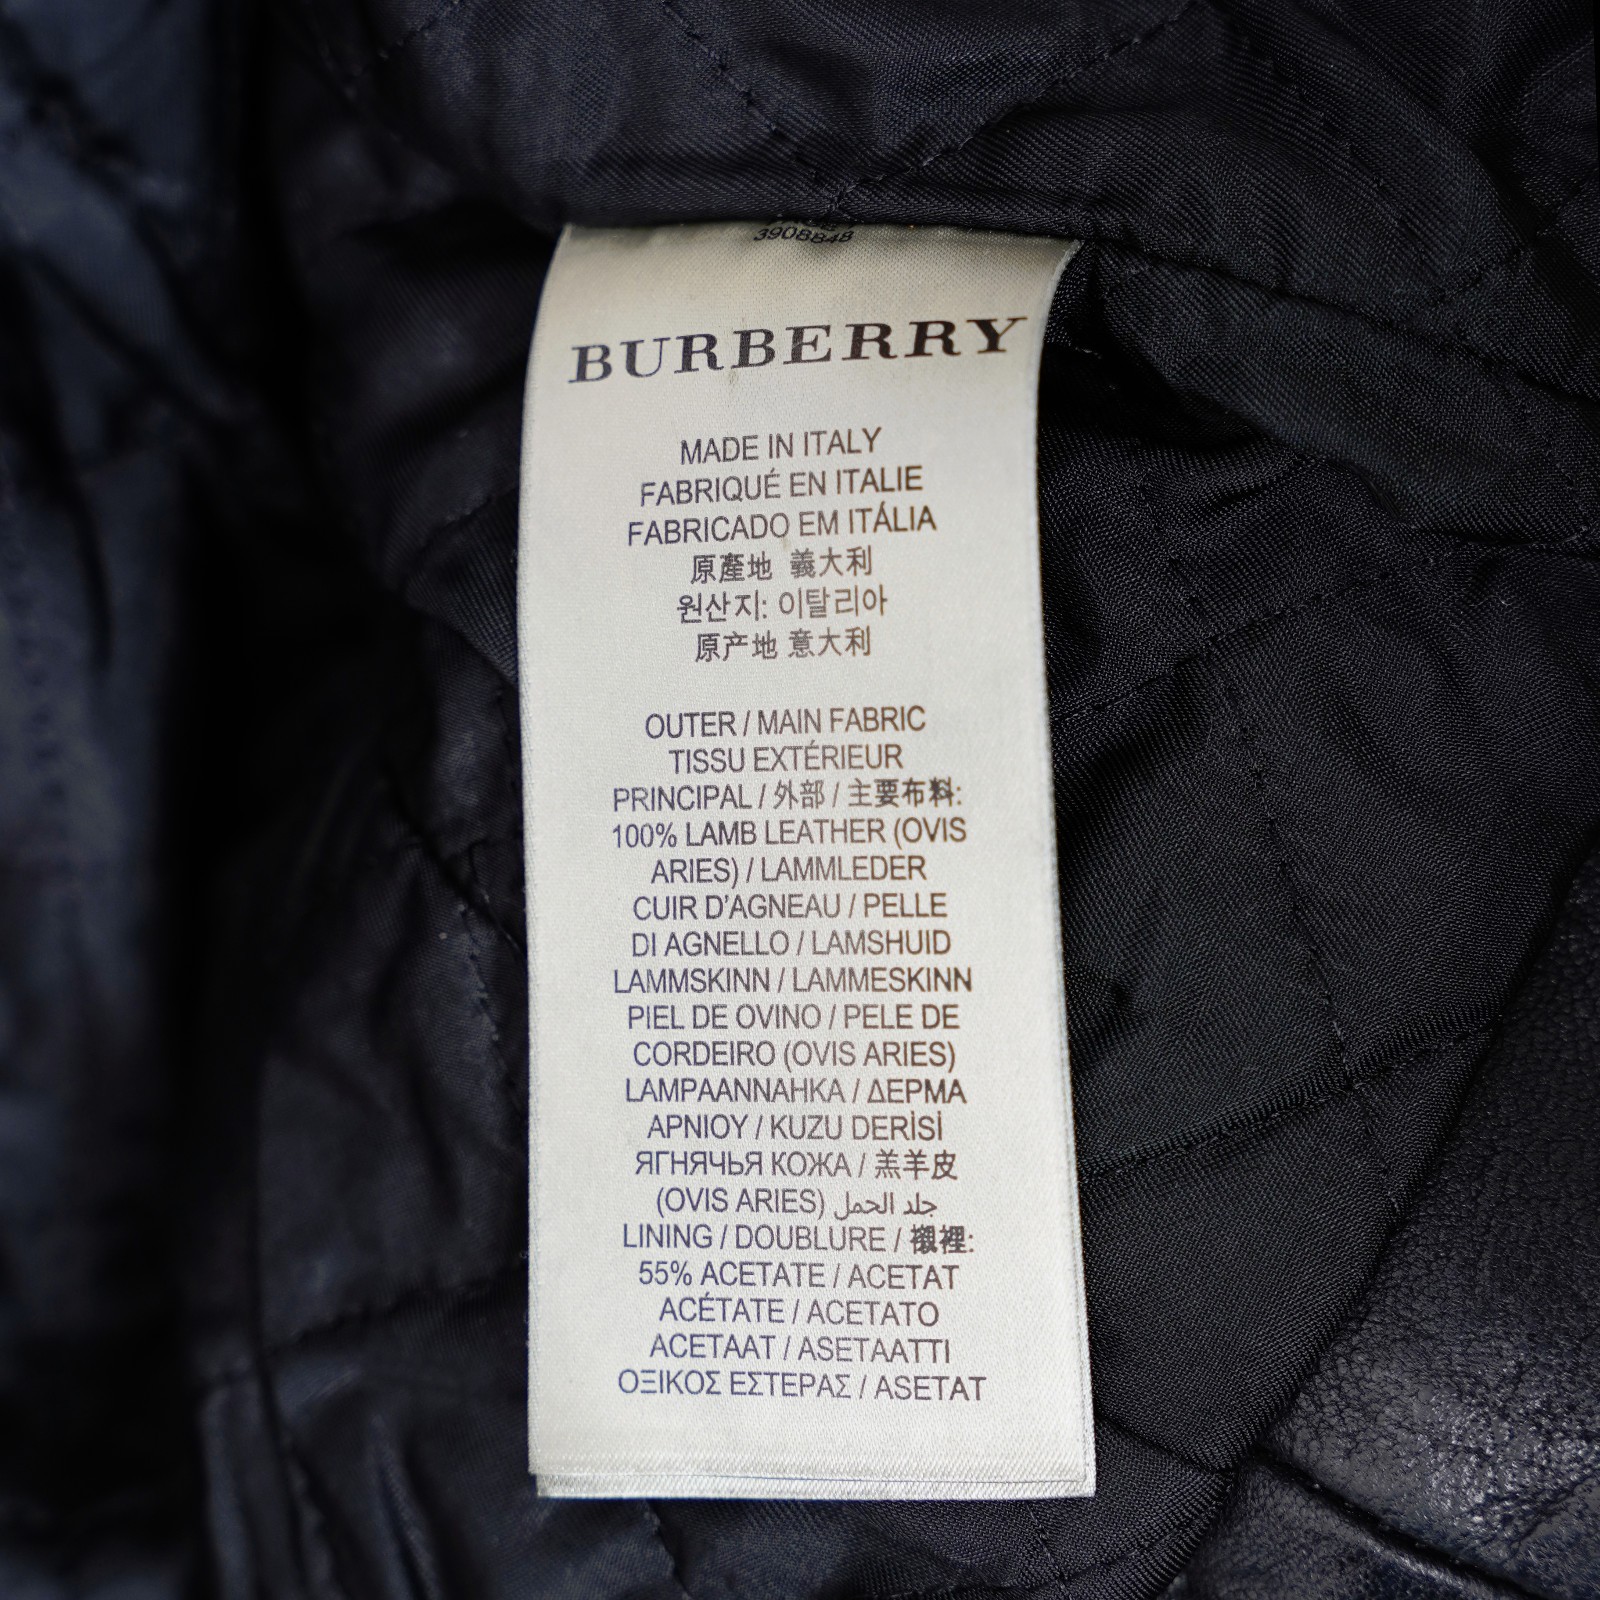 3908848
BURBERRY
MADE IN ITALY
FABRIQUÉ EN ITALIE
FABRICADO EM ITÁLIA
原產地 義大利
원산지: 이탈리아
原产地 意大利
OUTER / MAIN FABRIC
TISSU EXTÉRIEUR
PRINCIPAL / 外部 / 主要布料:
100% LAMB LEATHER (OVIS
ARIES) / LAMMLEDER
CUIR D'AGNEAU / PELLE
DI AGNELLO / LAMSHUID
LAMMSKINN / LAMMESKINN
PIEL DE OVINO / PELE DE
CORDEIRO (OVIS ARIES)
LAMPAANNAHKA / ΔΕΡΜΑ
ΑΡΝΙΟΥ / KUZU DERİSİ
ЯГНЯЧЬЯ КОЖА / 羔羊皮
(OVIS ARIES) جلد الحمل
LINING / DOUBLURE / 襯裡:
55% ACETATE / ACETAT
ACÉTATE / ACETATO
ACETAAT / ASETAATTI
ΟΞΙΚΟΣ ΕΣΤΕΡΑΣ / ASETAT